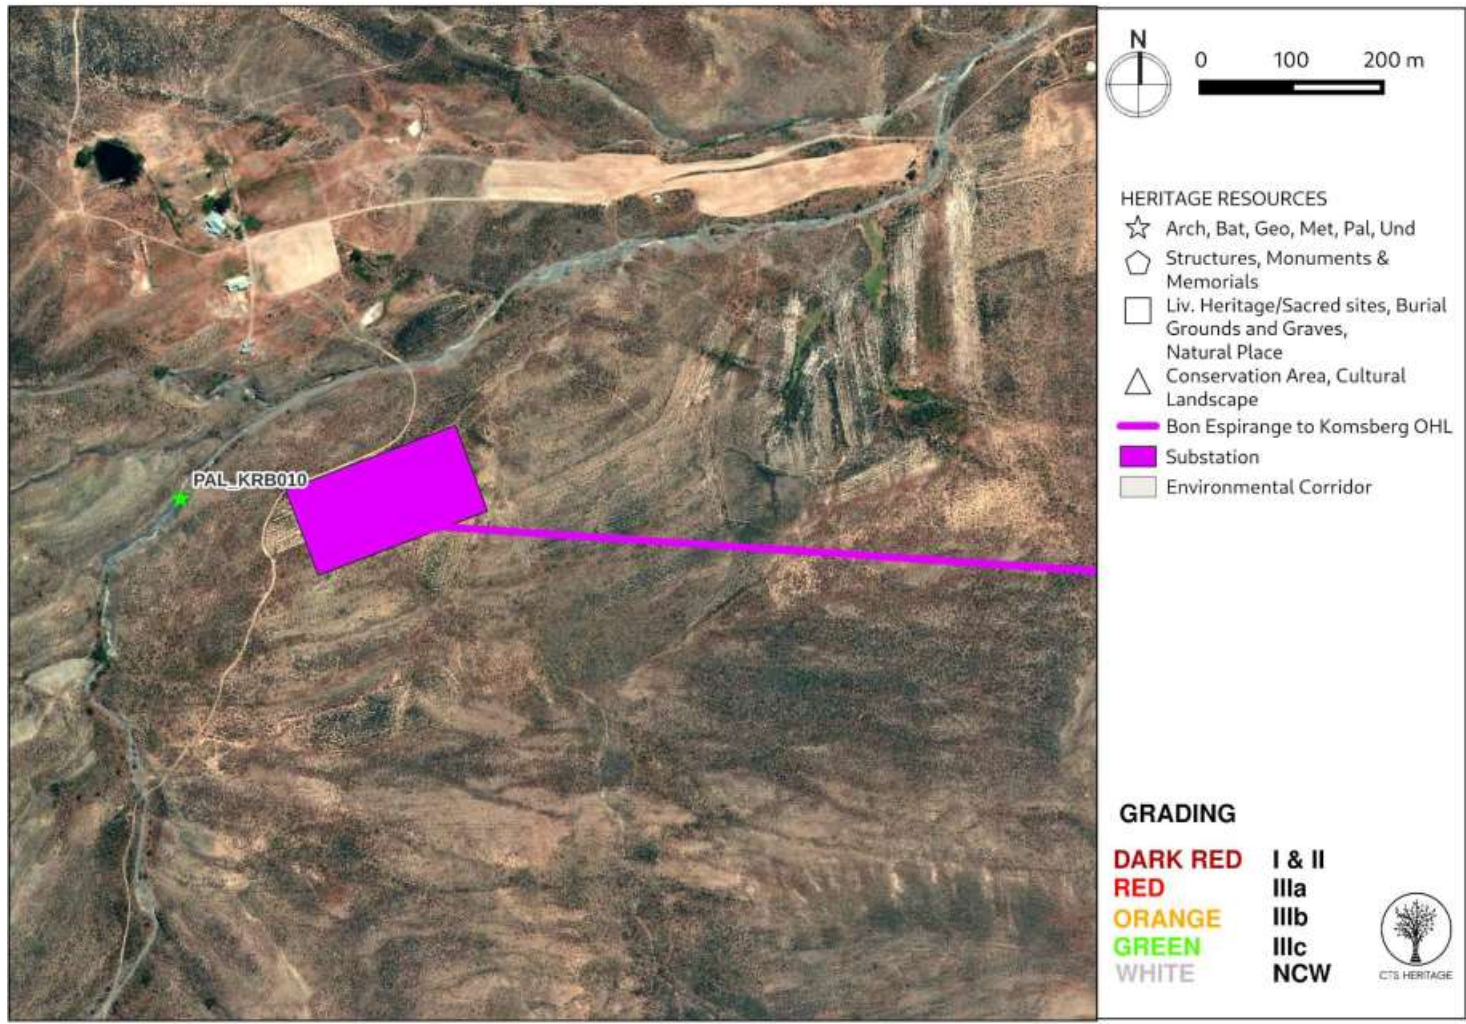 PAL_KRB010
N
0 100 200 m
HERITAGE RESOURCES
Arch, Bat, Geo, Met, Pal, Und
Structures, Monuments &
Memorials
Liv. Heritage/Sacred sites, Burial
Grounds and Graves,
Natural Place
Conservation Area, Cultural
Landscape
Bon Espirange to Komsberg OHL
Substation
Environmental Corridor
GRADING
DARK RED I & II
RED IIIa
ORANGE IIIb
GREEN IIIc
WHITE NCW
CTS HERITAGE